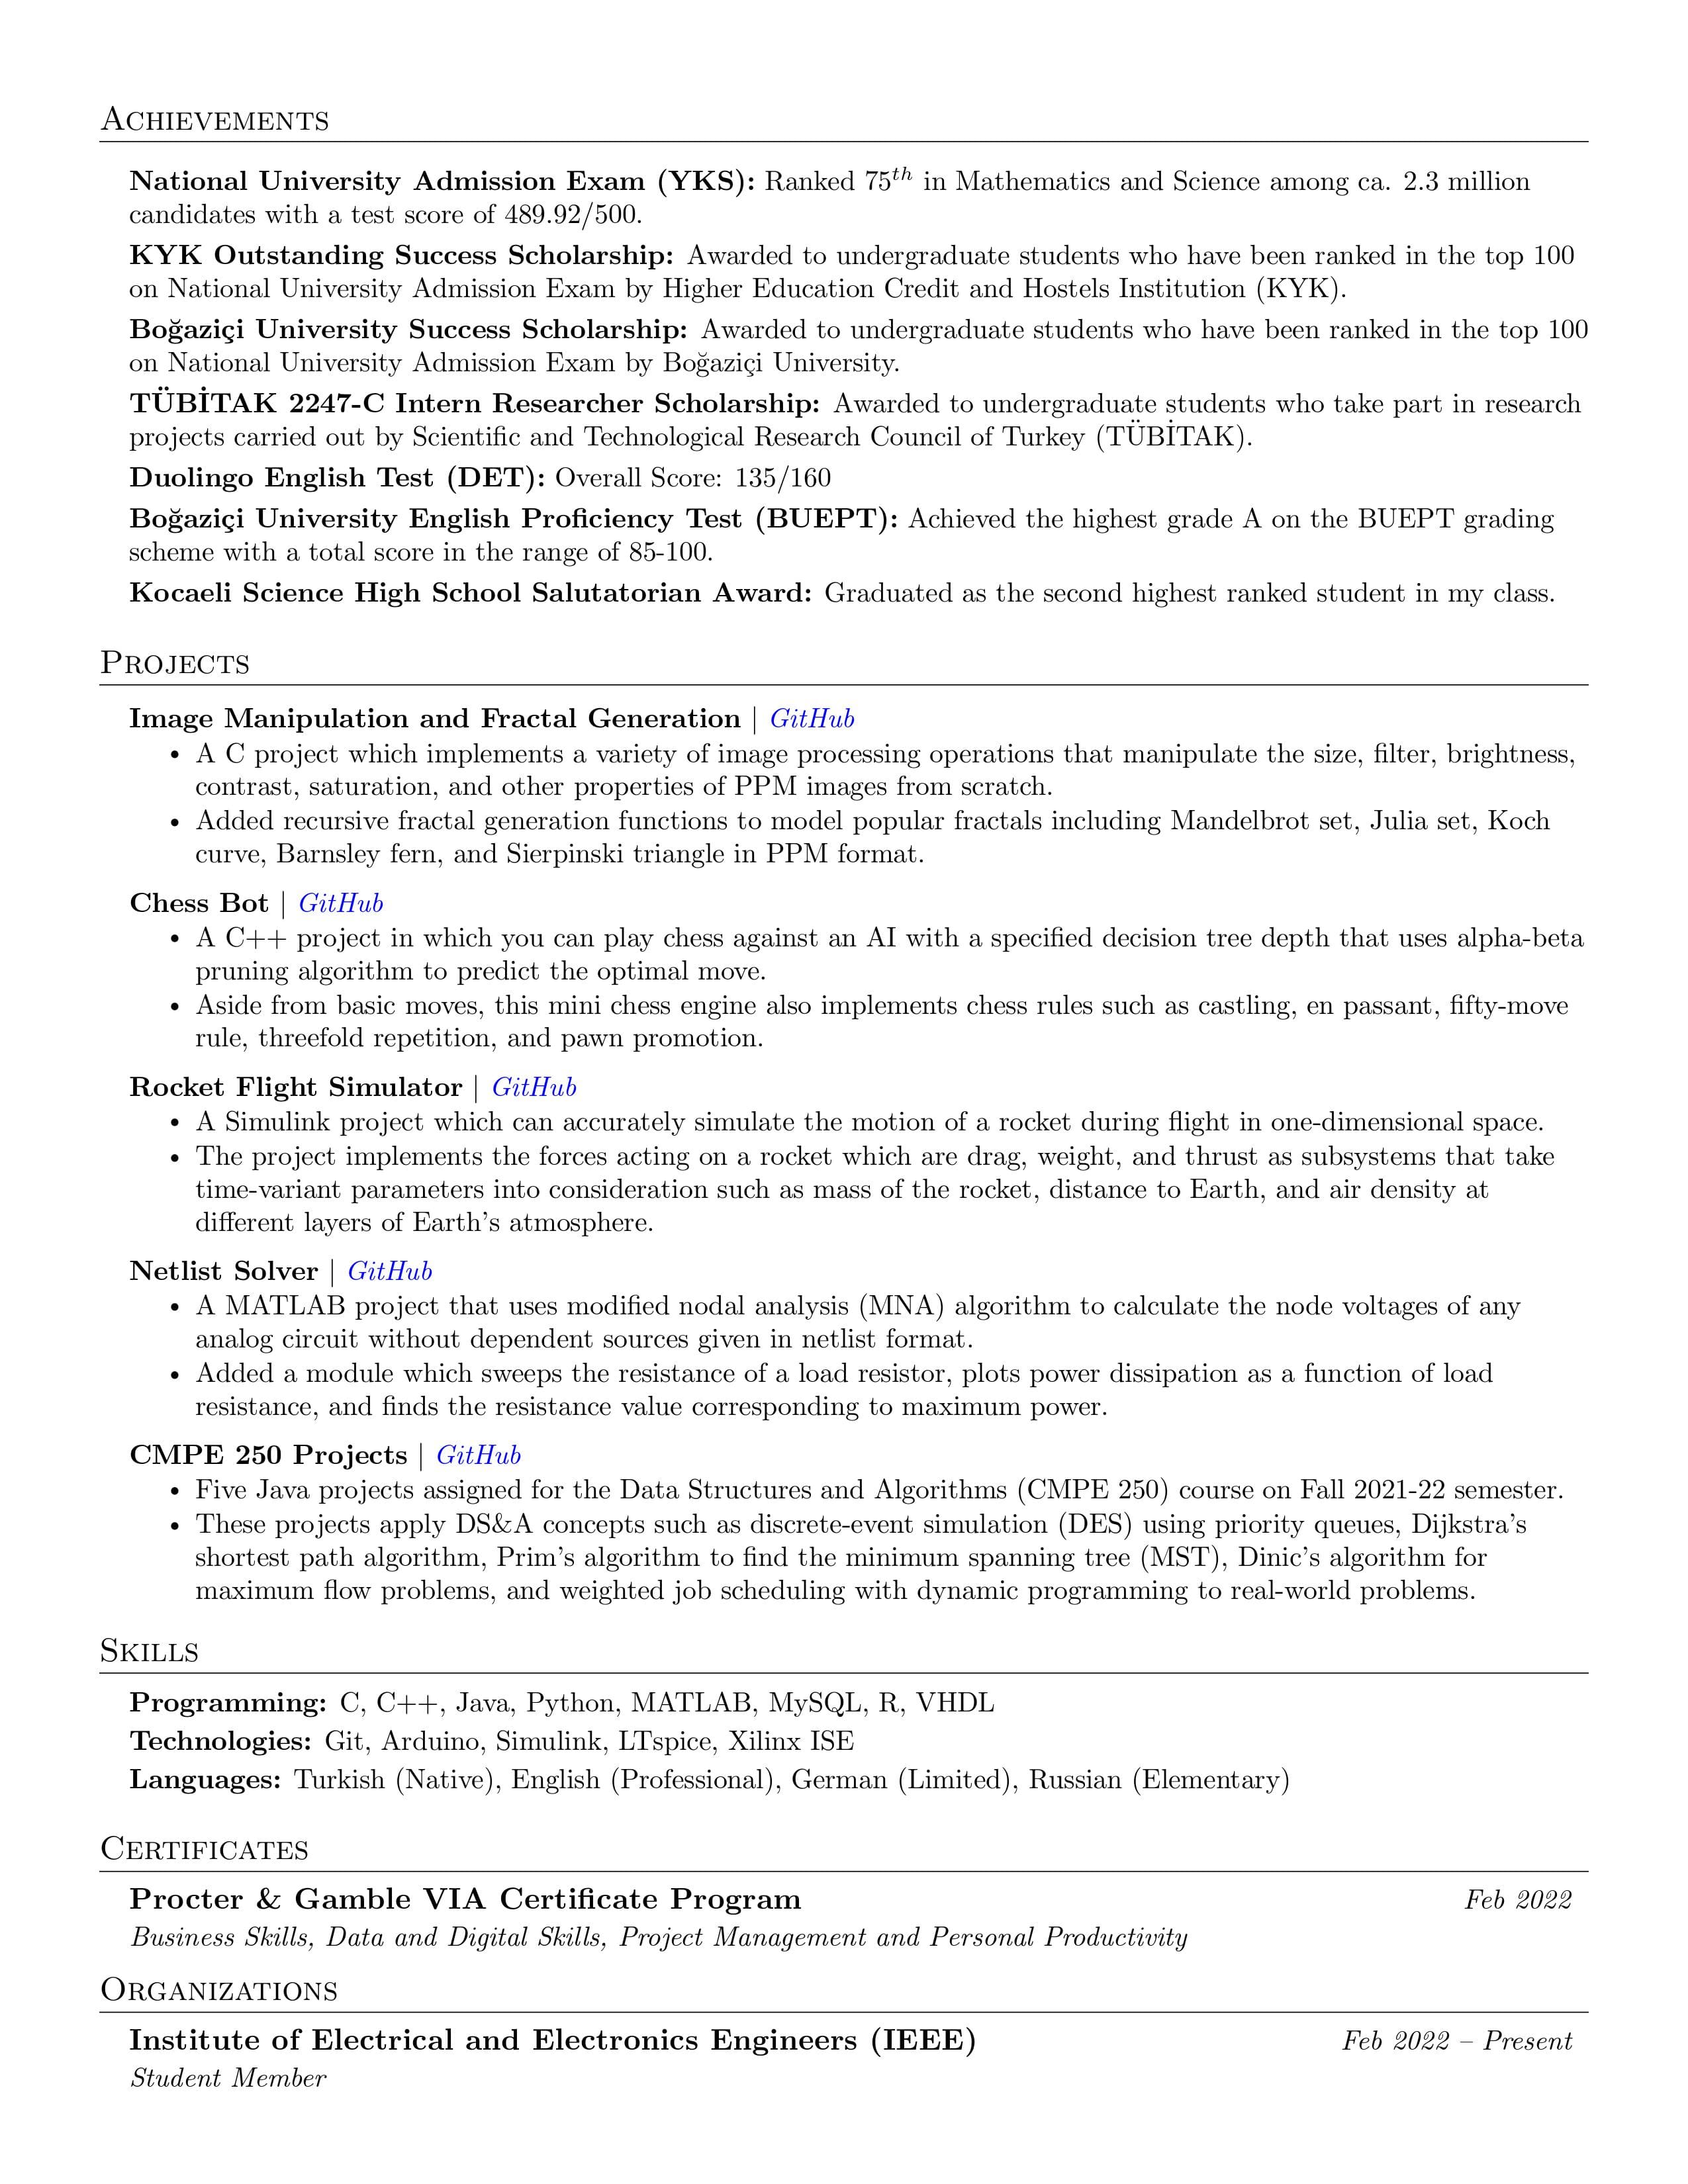 Achievements
National University Admission Exam (YKS): Ranked 75th in Mathematics and Science among ca. 2.3 million
candidates with a test score of 489.92/500.
KYK Outstanding Success Scholarship: Awarded to undergraduate students who have been ranked in the top 100
on National University Admission Exam by Higher Education Credit and Hostels Institution (KYK).
Boğaziçi University Success Scholarship: Awarded to undergraduate students who have been ranked in the top 100
on National University Admission Exam by Boğaziçi University.
TÜBİTAK 2247-C Intern Researcher Scholarship: Awarded to undergraduate students who take part in research
projects carried out by Scientific and Technological Research Council of Turkey (TÜBİTAK).
Duolingo English Test (DET): Overall Score: 135/160
Boğaziçi University English Proficiency Test (BUEPT): Achieved the highest grade A on the BUEPT grading
scheme with a total score in the range of 85-100.
Kocaeli Science High School Salutatorian Award: Graduated as the second highest ranked student in my class.
Projects
Image Manipulation and Fractal Generation | GitHub
• A C project which implements a variety of image processing operations that manipulate the size, filter, brightness,
contrast, saturation, and other properties of PPM images from scratch.
• Added recursive fractal generation functions to model popular fractals including Mandelbrot set, Julia set, Koch
curve, Barnsley fern, and Sierpinski triangle in PPM format.
Chess Bot | GitHub
• A C++ project in which you can play chess against an AI with a specified decision tree depth that uses alpha-beta
pruning algorithm to predict the optimal move.
• Aside from basic moves, this mini chess engine also implements chess rules such as castling, en passant, fifty-move
rule, threefold repetition, and pawn promotion.
Rocket Flight Simulator | GitHub
• A Simulink project which can accurately simulate the motion of a rocket during flight in one-dimensional space.
• The project implements the forces acting on a rocket which are drag, weight, and thrust as subsystems that take
time-variant parameters into consideration such as mass of the rocket, distance to Earth, and air density at
different layers of Earth's atmosphere.
Netlist Solver | GitHub
• A MATLAB project that uses modified nodal analysis (MNA) algorithm to calculate the node voltages of any
analog circuit without dependent sources given in netlist format.
• Added a module which sweeps the resistance of a load resistor, plots power dissipation as a function of load
resistance, and finds the resistance value corresponding to maximum power.
CMPE 250 Projects | GitHub
• Five Java projects assigned for the Data Structures and Algorithms (CMPE 250) course on Fall 2021-22 semester.
• These projects apply DS&A concepts such as discrete-event simulation (DES) using priority queues, Dijkstra's
shortest path algorithm, Prim's algorithm to find the minimum spanning tree (MST), Dinic's algorithm for
maximum flow problems, and weighted job scheduling with dynamic programming to real-world problems.
Skills
Programming: C, C++, Java, Python, MATLAB, MySQL, R, VHDL
Technologies: Git, Arduino, Simulink, LTspice, Xilinx ISE
Languages: Turkish (Native), English (Professional), German (Limited), Russian (Elementary)
Certificates
Procter & Gamble VIA Certificate Program Feb 2022
Business Skills, Data and Digital Skills, Project Management and Personal Productivity
Organizations
Institute of Electrical and Electronics Engineers (IEEE) Feb 2022 – Present
Student Member